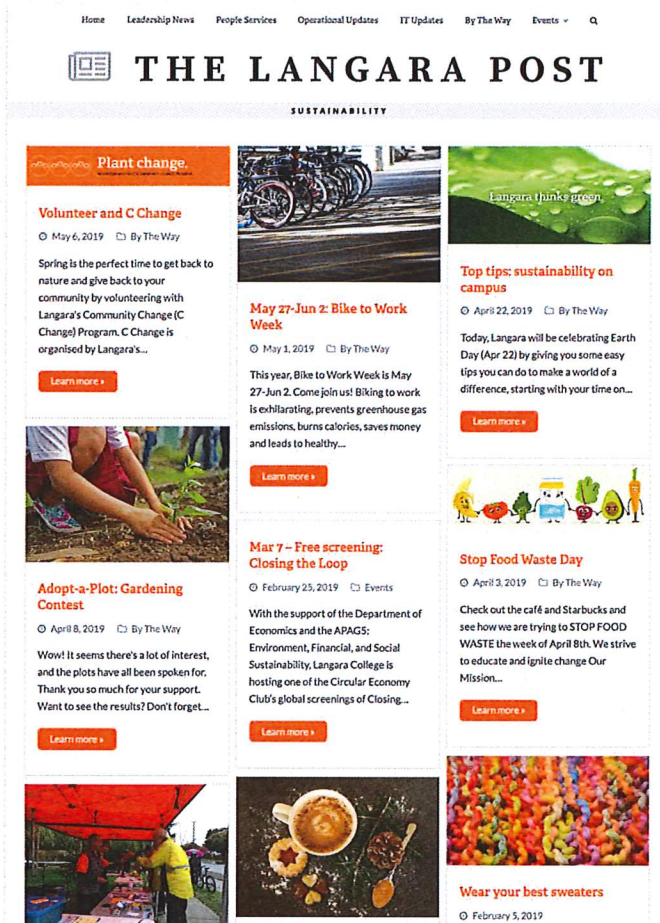 Home Leadership News People Services Operational Updates IT Updates By The Way Events
THE LANGARA POST
SUSTAINABILITY
Plant change.
Volunteer and C Change
May 6, 2019 By The Way
Spring is the perfect time to get back to
nature and give back to your
community by volunteering with
Langara's Community Change (C
Change) Program. C Change is
organised by Langara's...
Learn more »
Adopt-a-Plot: Gardening
Contest
April 8, 2019 By The Way
Wow! It seems there's a lot of interest,
and the plots have all been spoken for.
Thank you so much for your support.
Want to see the results? Don't forget...
Learn more »
May 27-Jun 2: Bike to Work
Week
May 1, 2019 By The Way
This year, Bike to Work Week is May
27-Jun 2. Come join us! Biking to work
is exhilarating, prevents greenhouse gas
emissions, burns calories, saves money
and leads to healthy...
Learn more »
Mar 7 – Free screening:
Closing the Loop
February 25, 2019 Events
With the support of the Department of
Economics and the APAG5:
Environment, Financial, and Social
Sustainability, Langara College is
hosting one of the Circular Economy
Club's global screenings of Closing...
Learn more »
Langara thinks green.
Top tips: sustainability on
campus
April 22, 2019 By The Way
Today, Langara will be celebrating Earth
Day (Apr 22) by giving you some easy
tips you can do to make a world of a
difference, starting with your time on...
Learn more »
Stop Food Waste Day
April 3, 2019 By The Way
Check out the café and Starbucks and
see how we are trying to STOP FOOD
WASTE the week of April 8th. We strive
to educate and ignite change Our
Mission...
Learn more »
Wear your best sweaters
February 5, 2019